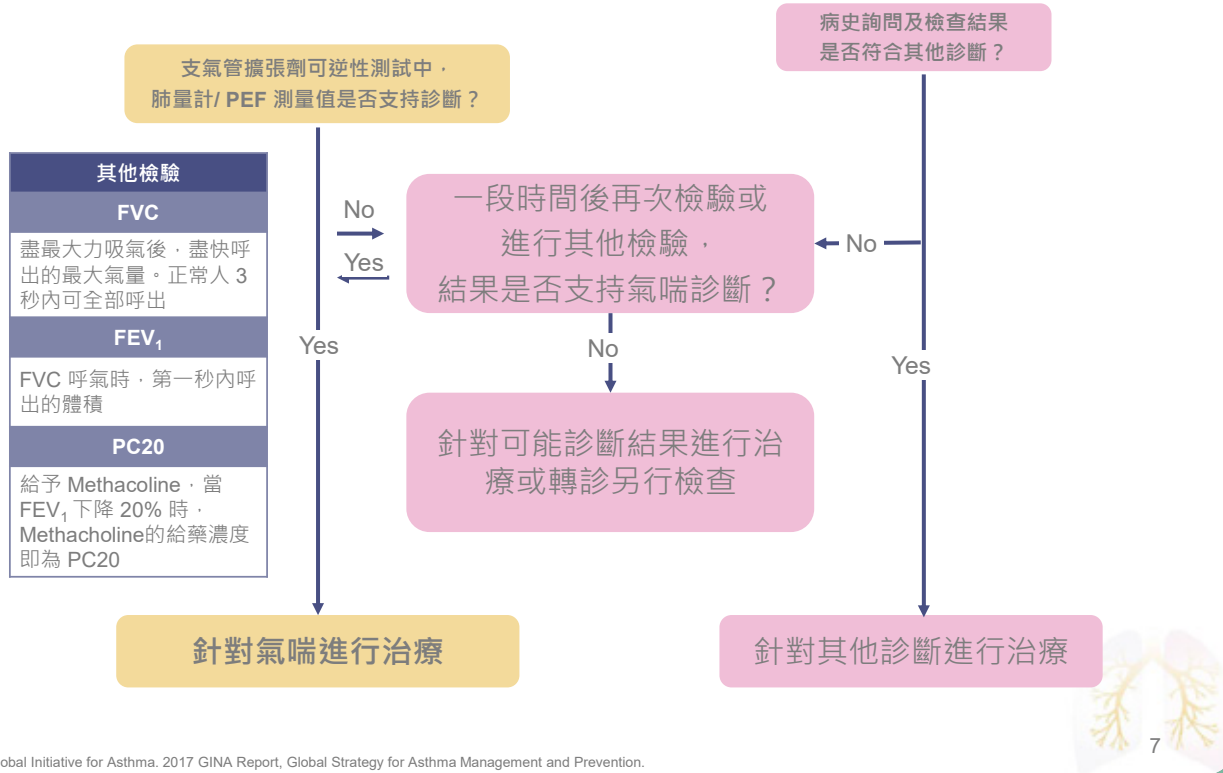 病史詢問及檢查結果
是否符合其他診斷？
支氣管擴張劑可逆性測試中，
肺量計/ PEF 測量值是否支持診斷？
其他檢驗
FVC
盡最大力吸氣後，盡快呼
出的最大氣量。正常人 3
秒內可全部呼出
FEV₁
FVC 呼氣時，第一秒內呼
出的體積
PC20
給予 Methacoline，當
FEV₁ 下降 20% 時，
Methacholine的給藥濃度
即為 PC20
No
Yes
一段時間後再次檢驗或
進行其他檢驗，
結果是否支持氣喘診斷？
No
Yes
No
Yes
針對可能診斷結果進行治
療或轉診另行檢查
針對氣喘進行治療
針對其他診斷進行治療
obal Initiative for Asthma. 2017 GINA Report, Global Strategy for Asthma Management and Prevention.
7